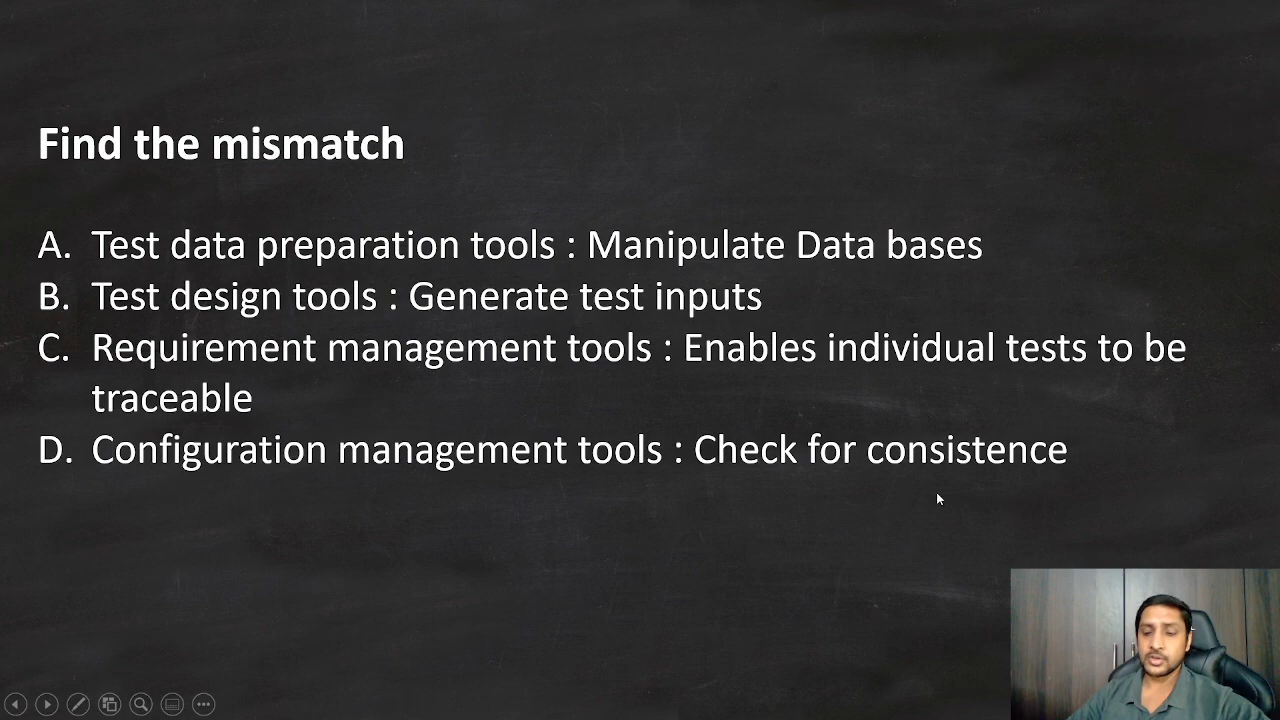 Find the mismatch
A. Test data preparation tools : Manipulate Data bases
B. Test design tools : Generate test inputs
C. Requirement management tools : Enables individual tests to be
traceable
D. Configuration management tools : Check for consistence